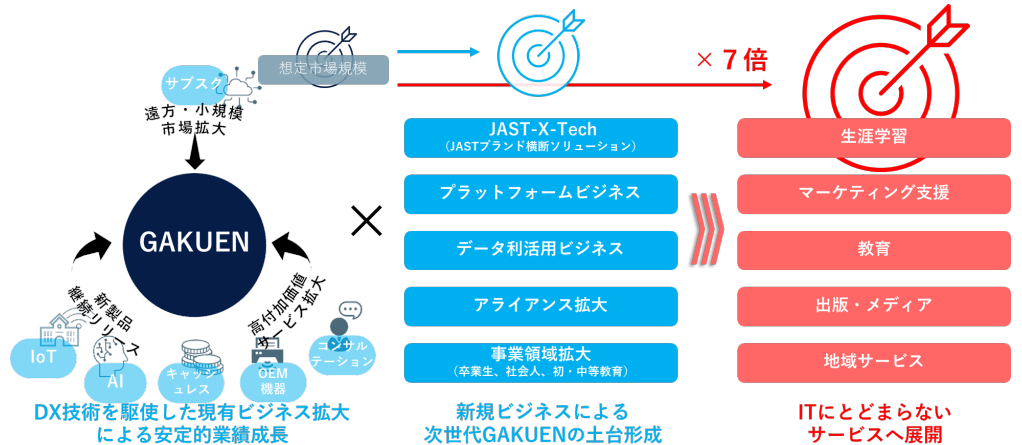 想定市場規模
×７倍
サブスク
遠方・小規模
市場拡大
GAKUEN
新製品
継続リリース
高付加価値
サービス拡大
IoT
AI
キャッシ
ュレス
OEM
機器
コンサル
テーション
DX技術を駆使した現有ビジネス拡大
による安定的業績成長
×
JAST-X-Tech
（JASTブランド横断ソリューション）
プラットフォームビジネス
データ利活用ビジネス
アライアンス拡大
事業領域拡大
（卒業生、社会人、初・中等教育）
新規ビジネスによる
次世代GAKUENの土台形成
生涯学習
マーケティング支援
教育
出版・メディア
地域サービス
ITにとどまらない
サービスへ展開